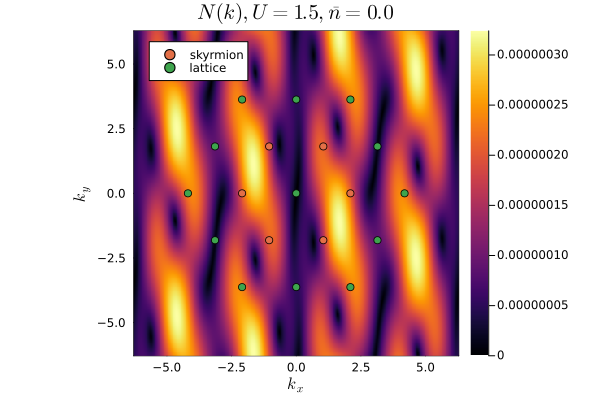 N(k), U = 1.5, n̄ = 0.0
skyrmion
lattice
k_y
5.0
2.5
0.0
−2.5
−5.0
−5.0 −2.5 0.0 2.5 5.0
k_x
0.00000030
0.00000025
0.00000020
0.00000015
0.00000010
0.00000005
0